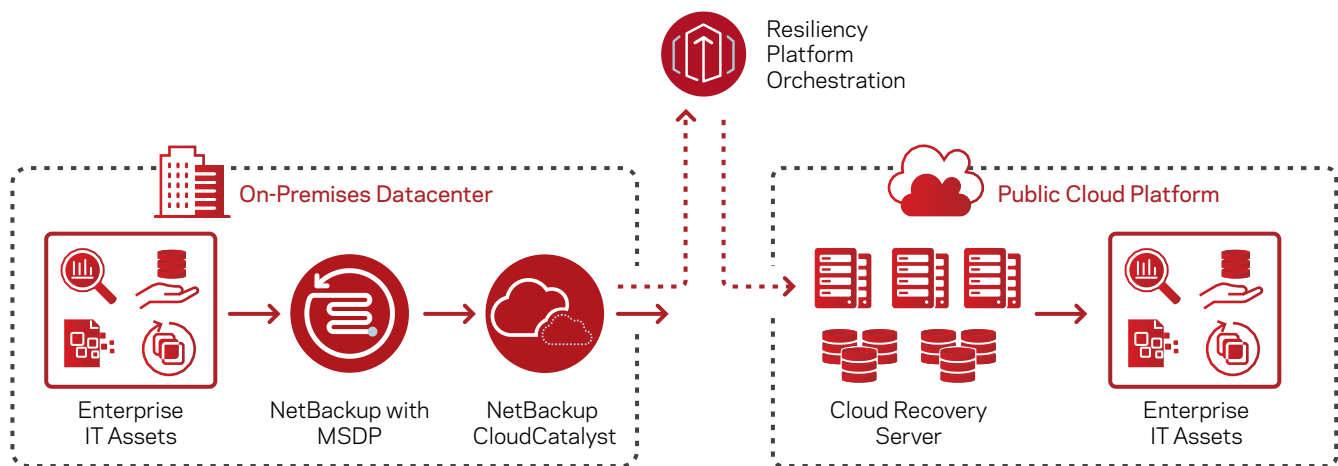 Resiliency
Platform
Orchestration
On-Premises Datacenter
Public Cloud Platform
Enterprise
IT Assets
NetBackup with
MSDP
NetBackup
CloudCatalyst
Cloud Recovery
Server
Enterprise
IT Assets